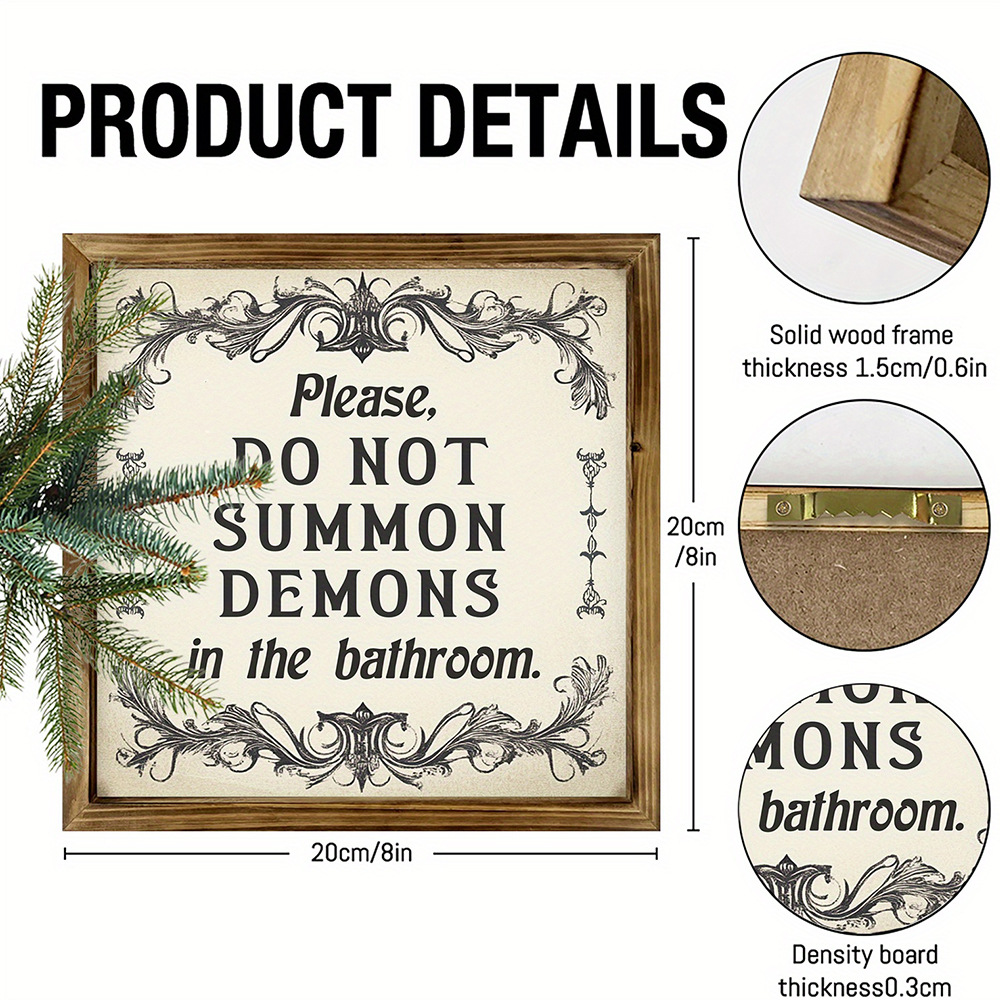 PRODUCT DETAILS
Please,
DO NOT
SUMMON
DEMONS
in the bathroom.
20cm
/8in
20cm/8in
Solid wood frame
thickness 1.5cm/0.6in
MONS
bathroom.
Density board
thickness0.3cm